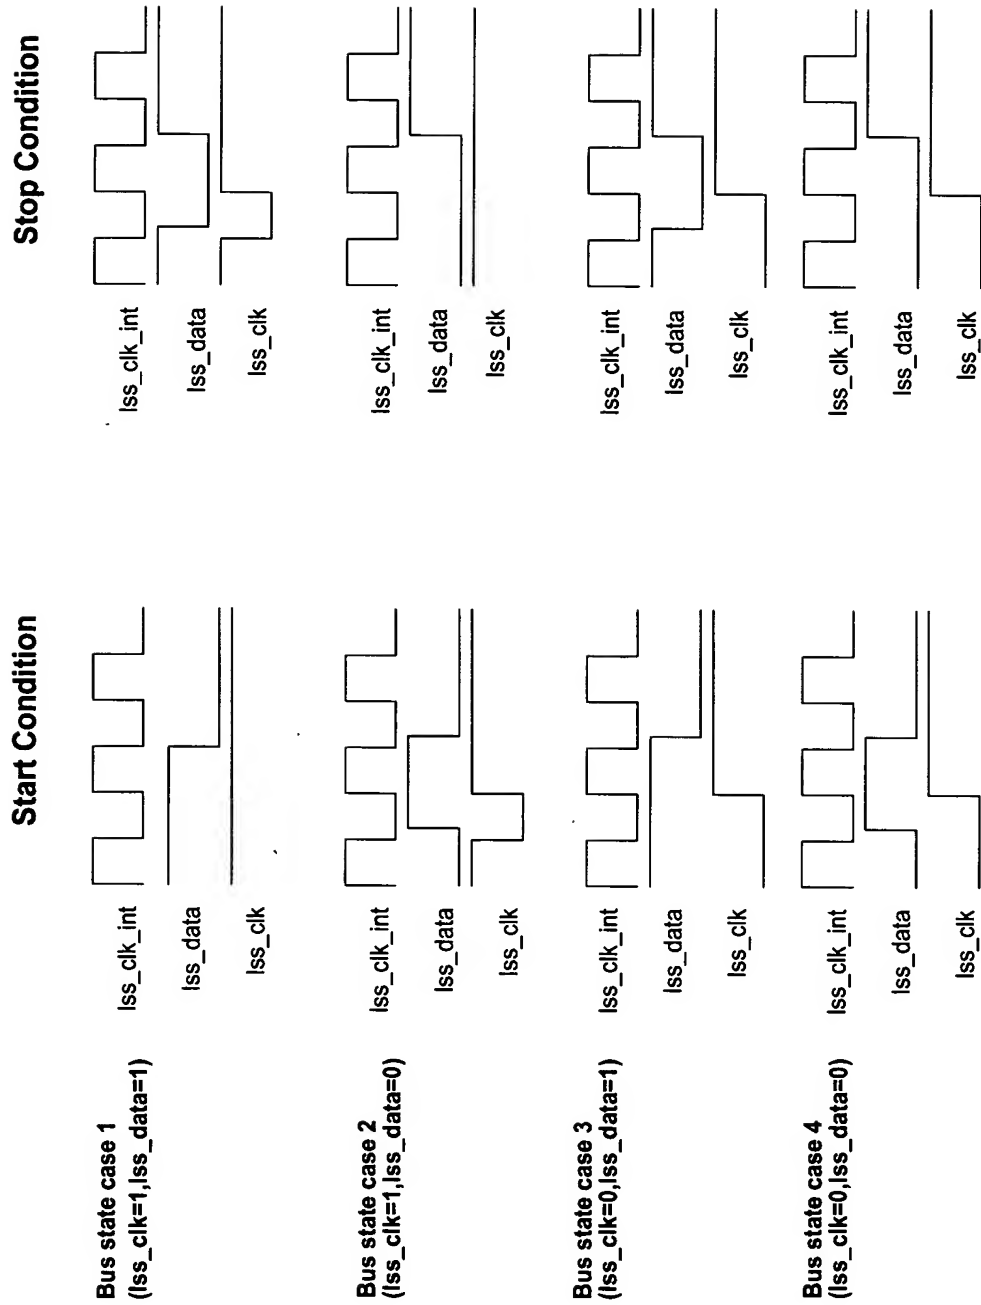 Start Condition
Stop Condition
Bus state case 1
(lss_clk=1,lss_data=1)
lss_clk_int
lss_data
lss_clk
lss_clk_int
lss_data
lss_clk
Bus state case 2
(lss_clk=1,lss_data=0)
lss_clk_int
lss_data
lss_clk
lss_clk_int
lss_data
lss_clk
Bus state case 3
(lss_clk=0,lss_data=1)
lss_clk_int
lss_data
lss_clk
lss_clk_int
lss_data
lss_clk
Bus state case 4
(lss_clk=0,lss_data=0)
lss_clk_int
lss_data
lss_clk
lss_clk_int
lss_data
lss_clk